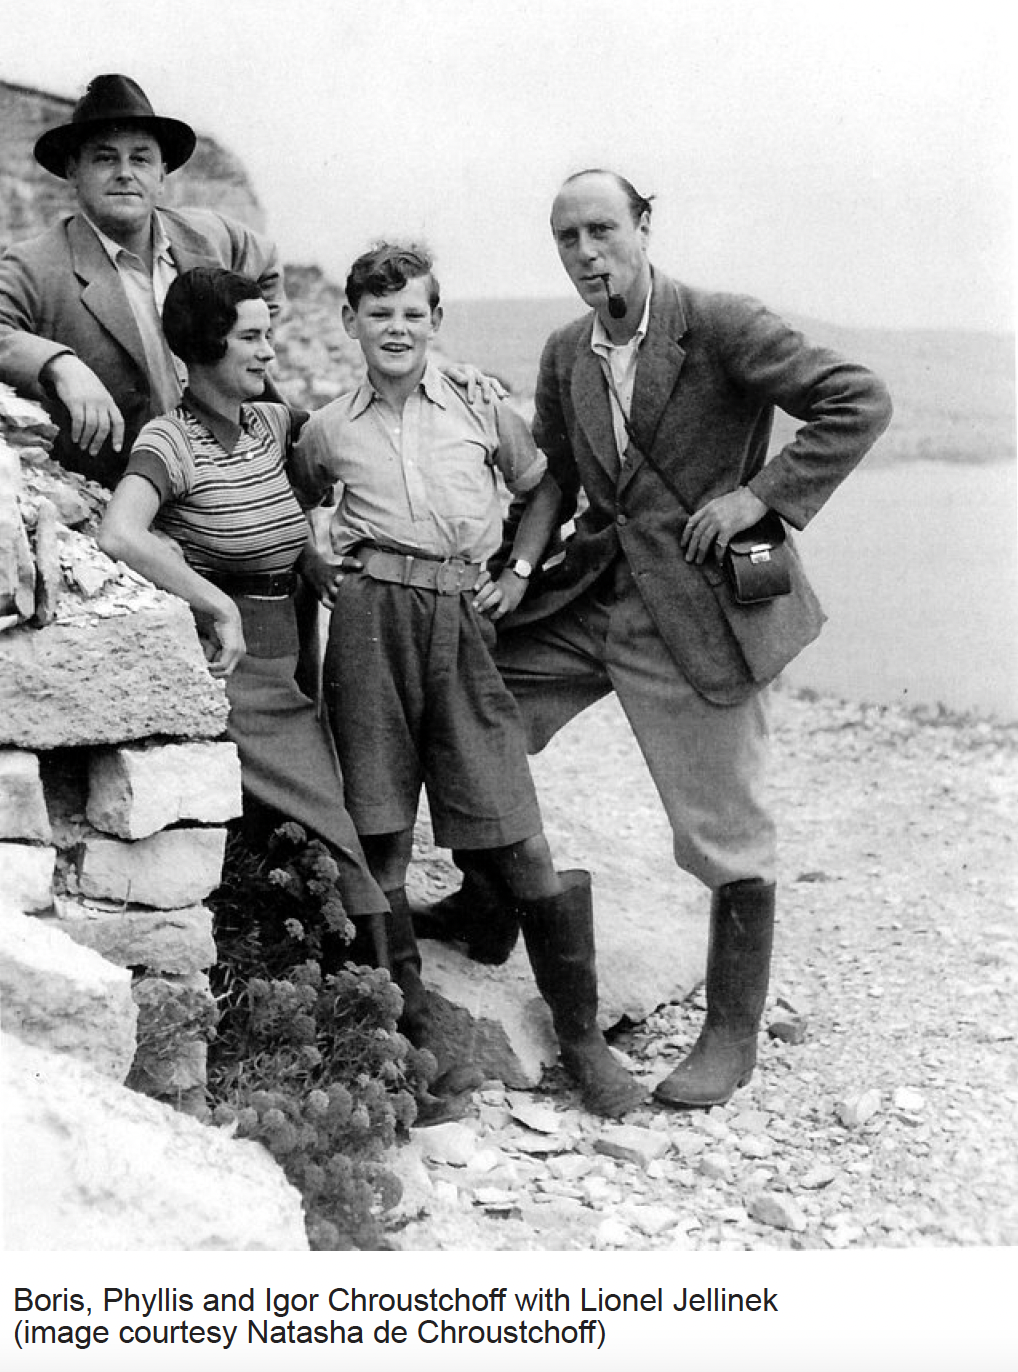 Boris, Phyllis and Igor Chroustchoff with Lionel Jellinek
(image courtesy Natasha de Chroustchoff)